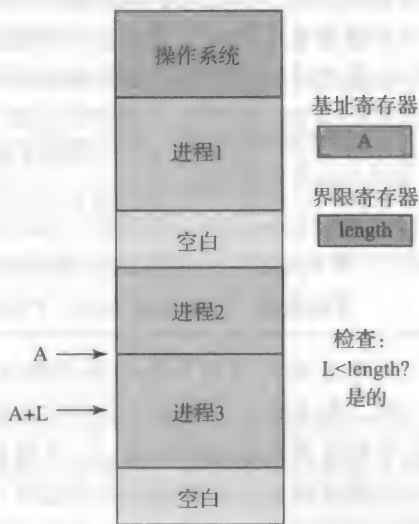 操作系统
进程1
空白
进程2
进程3
空白
A
A+L
基址寄存器
A
界限寄存器
length
检查：
L<length?
是的